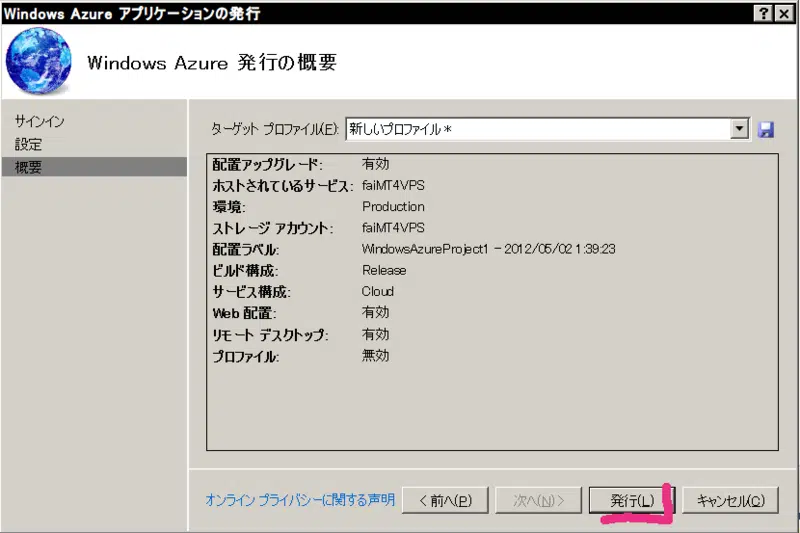 Windows Azure アプリケーションの発行
Windows Azure 発行の概要
サインイン
設定
概要
ターゲット プロファイル(F): 新しいプロファイル*
配置アップグレード: 有効
ホストされているサービス: faiMT4VPS
環境: Production
ストレージ アカウント: faiMT4VPS
配置ラベル: WindowsAzureProject1 - 2012/05/02 1:39:23
ビルド構成: Release
サービス構成: Cloud
Web 配置: 有効
リモート デスクトップ: 有効
プロファイル: 無効
オンライン プライバシーに関する声明 < 前へ(P) 次へ(N) > 発行(L) キャンセル(C)